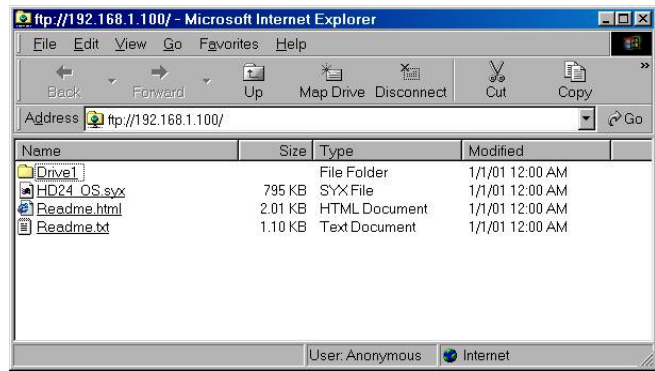 ftp://192.168.1.100/ - Microsoft Internet Explorer
File Edit View Go Favorites Help
Back Forward Up Map Drive Disconnect Cut Copy »
Address ftp://192.168.1.100/ Go
Name Size Type Modified
Drive1 File Folder 1/1/01 12:00 AM
HD24_OS.syx 795 KB SYX File 1/1/01 12:00 AM
Readme.html 2.01 KB HTML Document 1/1/01 12:00 AM
Readme.txt 1.10 KB Text Document 1/1/01 12:00 AM
User: Anonymous Internet